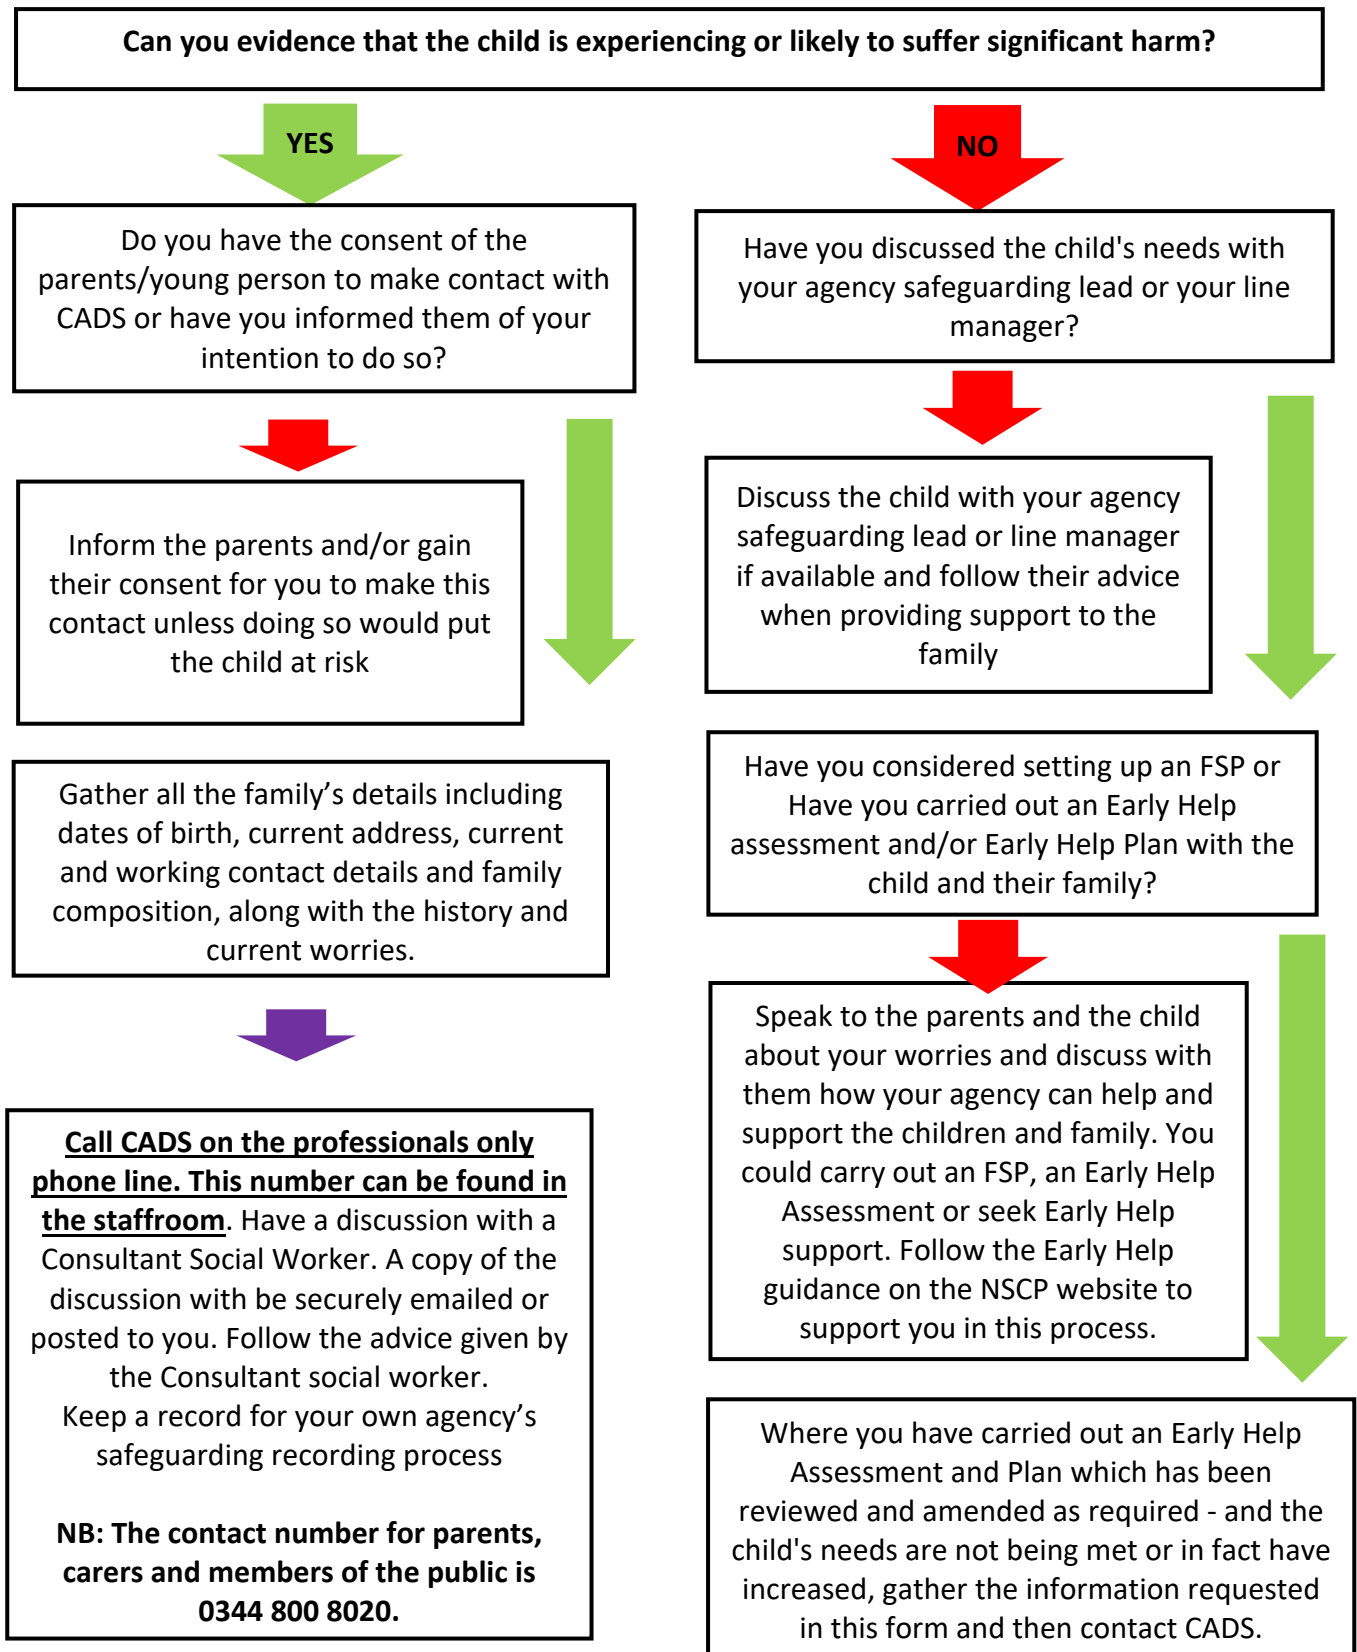 Can you evidence that the child is experiencing or likely to suffer significant harm?
YES
Do you have the consent of the
parents/young person to make contact with
CADS or have you informed them of your
intention to do so?
Inform the parents and/or gain
their consent for you to make this
contact unless doing so would put
the child at risk
Gather all the family’s details including
dates of birth, current address, current
and working contact details and family
composition, along with the history and
current worries.
Call CADS on the professionals only
phone line. This number can be found in
the staffroom. Have a discussion with a
Consultant Social Worker. A copy of the
discussion with be securely emailed or
posted to you. Follow the advice given by
the Consultant social worker.
Keep a record for your own agency’s
safeguarding recording process
NB: The contact number for parents,
carers and members of the public is
0344 800 8020.
NO
Have you discussed the child's needs with
your agency safeguarding lead or your line
manager?
Discuss the child with your agency
safeguarding lead or line manager
if available and follow their advice
when providing support to the
family
Have you considered setting up an FSP or
Have you carried out an Early Help
assessment and/or Early Help Plan with the
child and their family?
Speak to the parents and the child
about your worries and discuss with
them how your agency can help and
support the children and family. You
could carry out an FSP, an Early Help
Assessment or seek Early Help
support. Follow the Early Help
guidance on the NSCP website to
support you in this process.
Where you have carried out an Early Help
Assessment and Plan which has been
reviewed and amended as required - and the
child's needs are not being met or in fact have
increased, gather the information requested
in this form and then contact CADS.